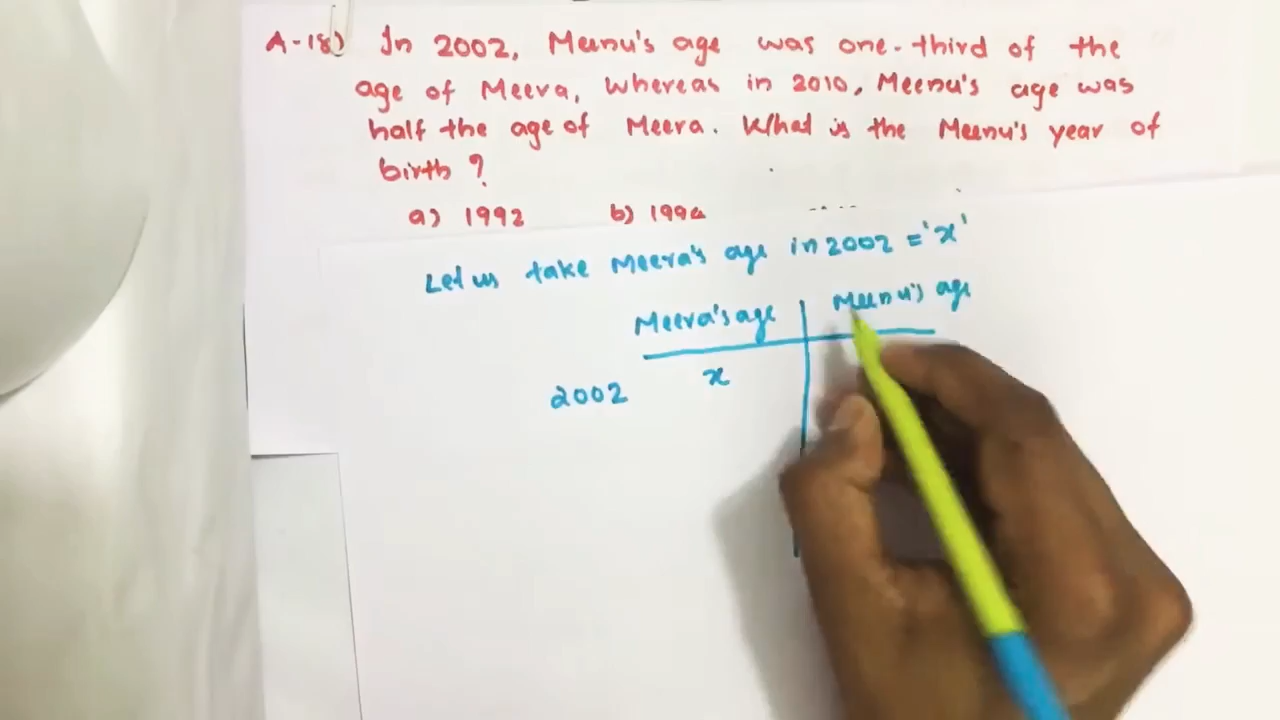 A-18) In 2002, Meenu's age was one-third of the
age of Meera, whereas in 2010, Meenu's age was
half the age of Meera. What is the Meenu's year of
birth ?
a) 1992 b) 1994
Let us take Meera's age in 2002 = 'x'
Meera's age Meenu's age
2002 x